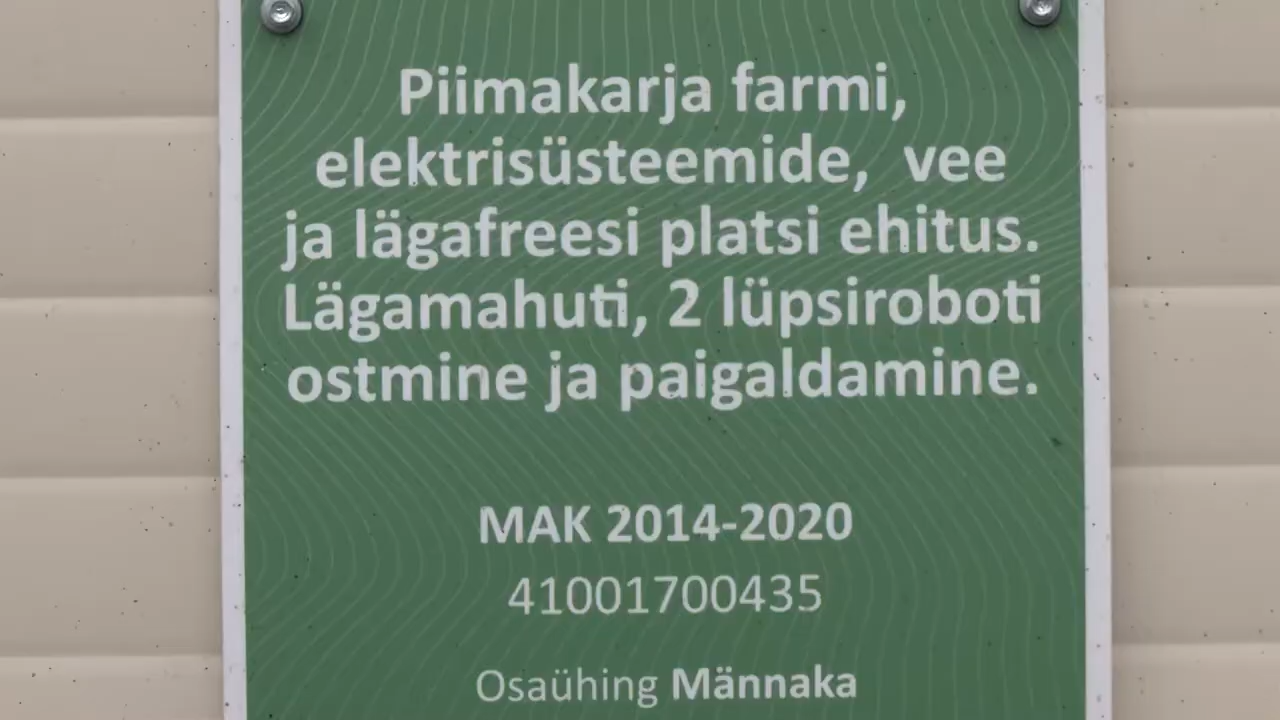 Piimakarja farmi,
elektrisüsteemide, vee
ja lägafreesi platsi ehitus.
Lägamahuti, 2 lüpsiroboti
ostmine ja paigaldamine.
MAK 2014-2020
41001700435
Osaühing Männaka